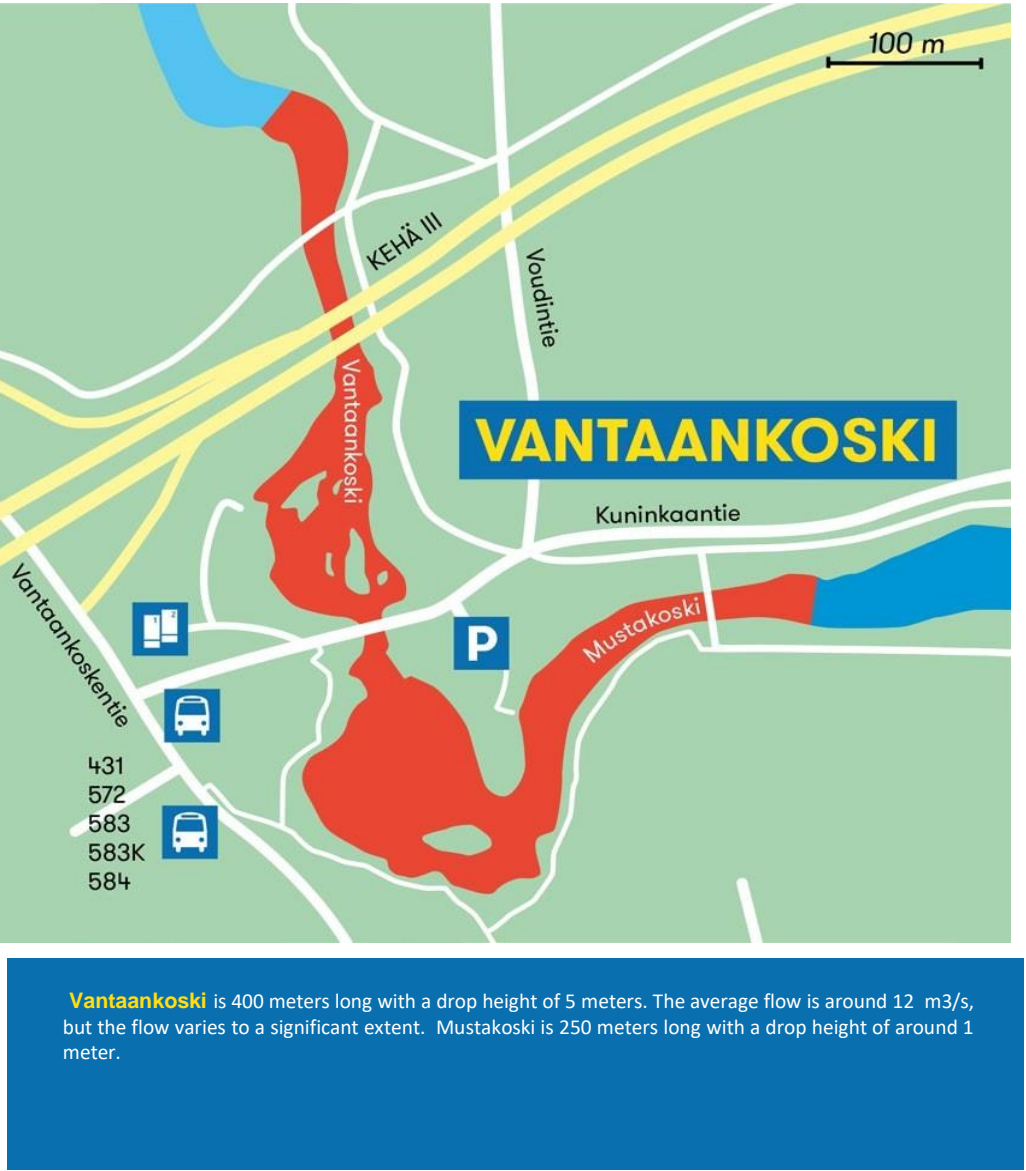 100 m
KEHÄ III
Voudintie
Vantaankoski
VANTAANKOSKI
Kuninkaantie
Vantaankoskentie
1 2
P
Mustakoski
431
572
583
583K
584
Vantaankoski is 400 meters long with a drop height of 5 meters. The average flow is around 12 m3/s,
but the flow varies to a significant extent. Mustakoski is 250 meters long with a drop height of around 1
meter.